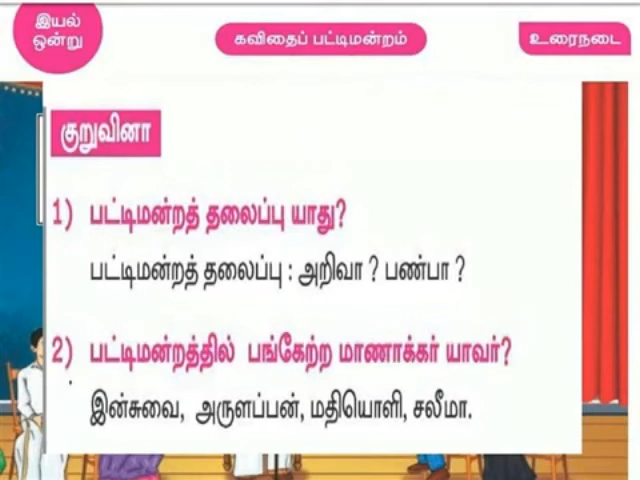 இயல்
ஒன்று
கவிதைப் பட்டிமன்றம்
உரைநடை
குறுவினா
1) பட்டிமன்றத் தலைப்பு யாது?
பட்டிமன்றத் தலைப்பு : அறிவா ? பண்பா ?
2) பட்டிமன்றத்தில் பங்கேற்ற மாணாக்கர் யாவர்?
இன்சுவை, அருளப்பன், மதியொளி, சலீமா.